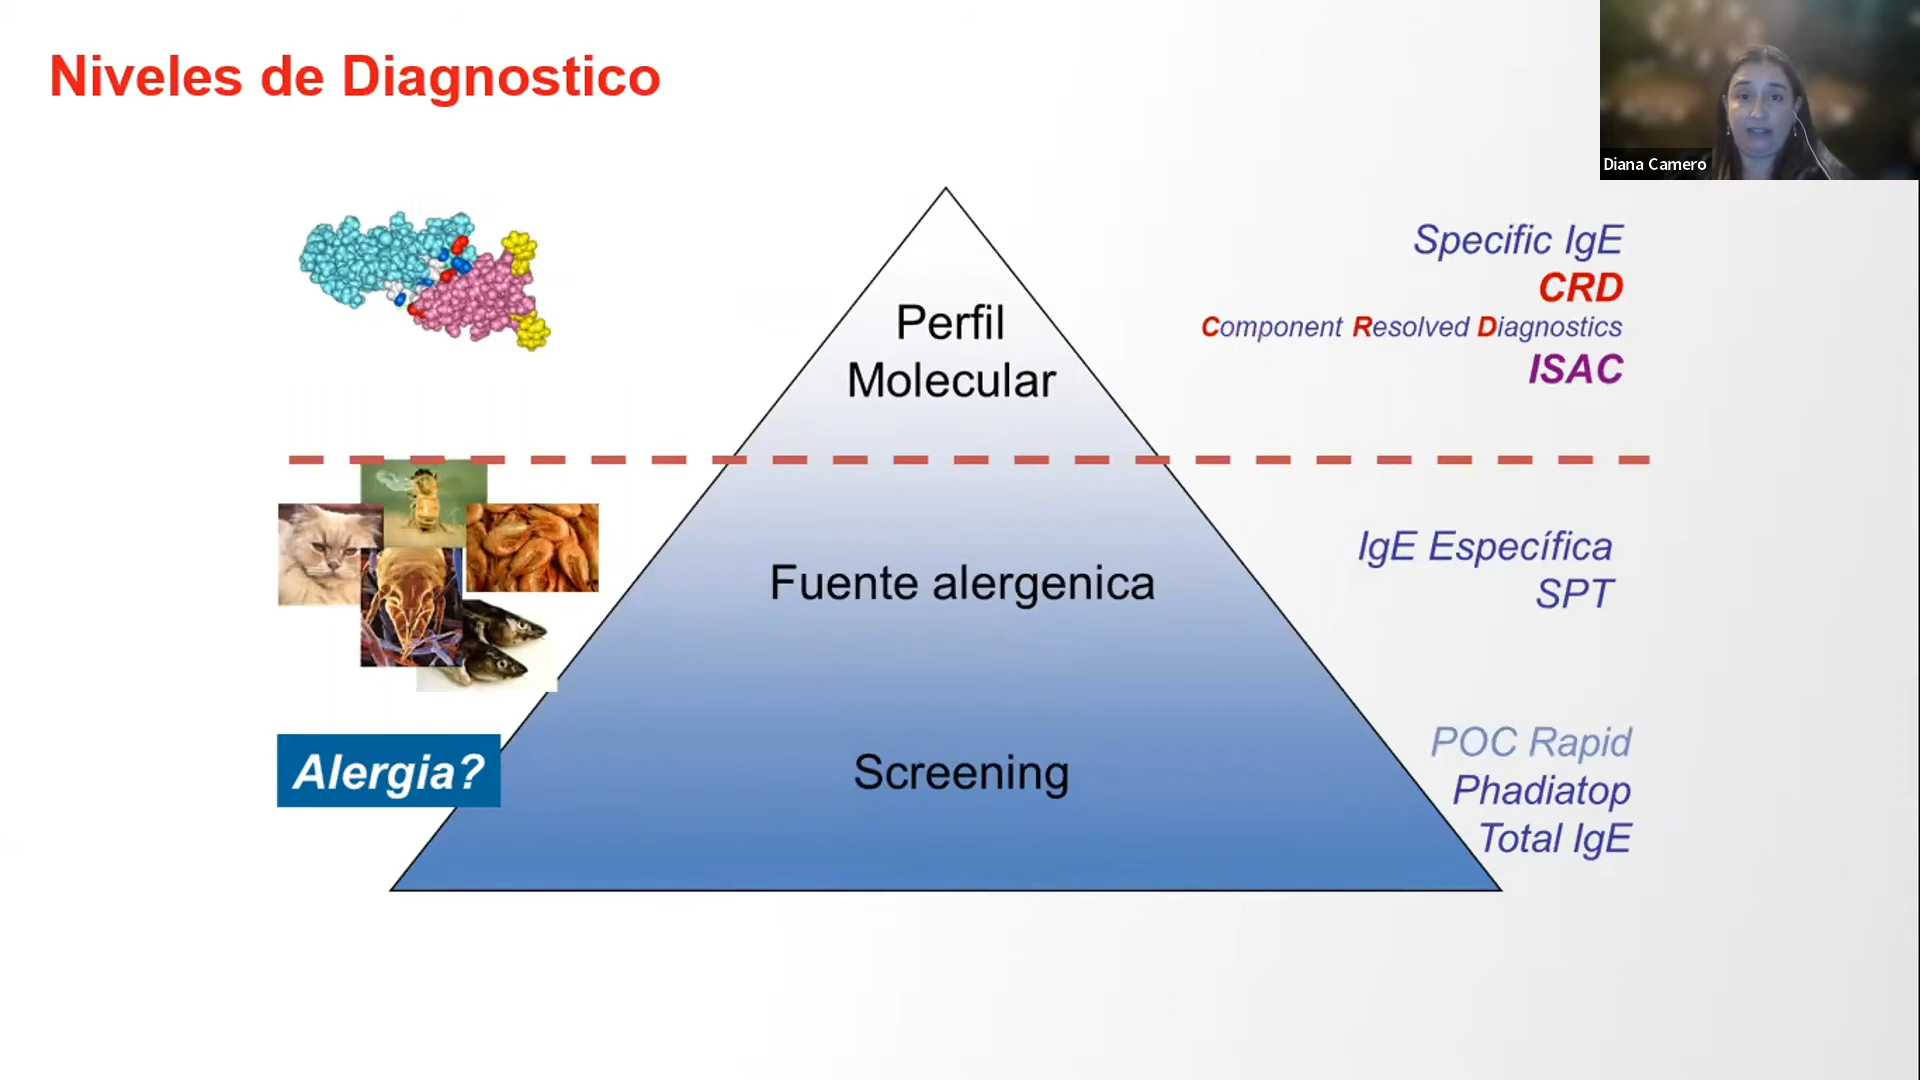 Niveles de Diagnostico
Diana Camero
Perfil
Molecular
Specific IgE
CRD
Component Resolved Diagnostics
ISAC
Fuente alergenica
IgE Específica
SPT
Alergia?
Screening
POC Rapid
Phadiatop
Total IgE